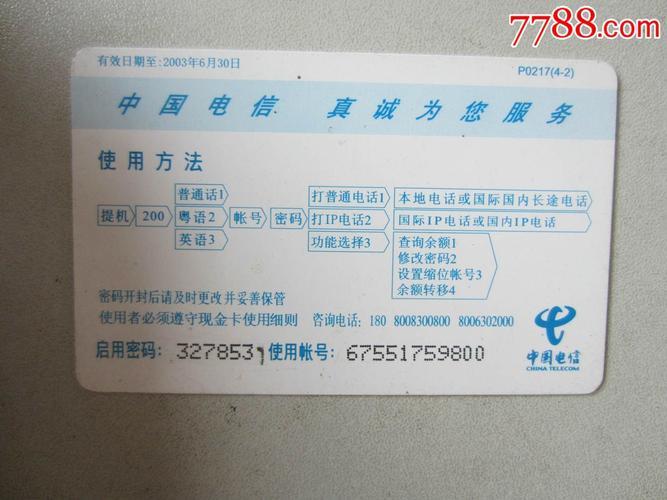 7788.com
有效日期至:2003年6月30日
P0217(4-2)
中国电信 真诚为您服务
使用方法
普通话1 打普通电话1 本地电话或国际国内长途电话
提机 200 粤语2 帐号 密码 打IP电话2 国际IP电话或国内IP电话
英语3 功能选择3 查询余额1
修改密码2
设置缩位帐号3
余额转移4
密码开封后请及时更改并妥善保管
使用者必须遵守现金卡使用细则 咨询电话: 180 8008300800 8006302000
启用密码: 327853 使用帐号: 67551759800
中国电信
CHINA TELECOM